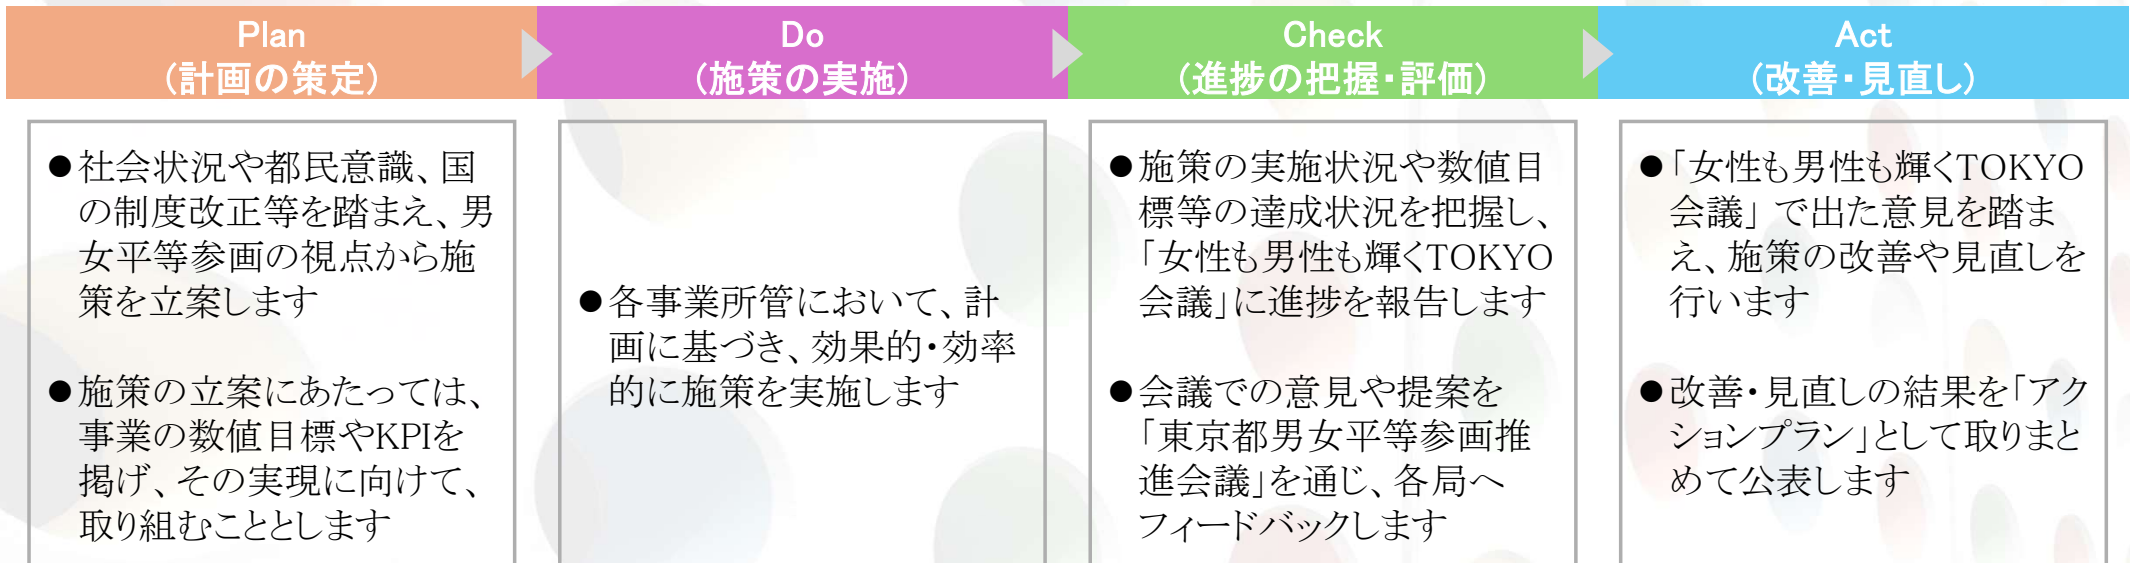 Plan
(計画の策定)
●社会状況や都民意識、国
の制度改正等を踏まえ、男
女平等参画の視点から施
策を立案します
●施策の立案にあたっては、
事業の数値目標やKPIを
掲げ、その実現に向けて、
取り組むこととします
Do
(施策の実施)
●各事業所管において、計
画に基づき、効果的・効率
的に施策を実施します
Check
(進捗の把握・評価)
●施策の実施状況や数値目
標等の達成状況を把握し、
「女性も男性も輝くTOKYO
会議」に進捗を報告します
●会議での意見や提案を
「東京都男女平等参画推
進会議」を通じ、各局へ
フィードバックします
Act
(改善・見直し)
●「女性も男性も輝くTOKYO
会議」 で出た意見を踏ま
え、施策の改善や見直しを
行います
●改善・見直しの結果を「アク
ションプラン」として取りまと
めて公表します